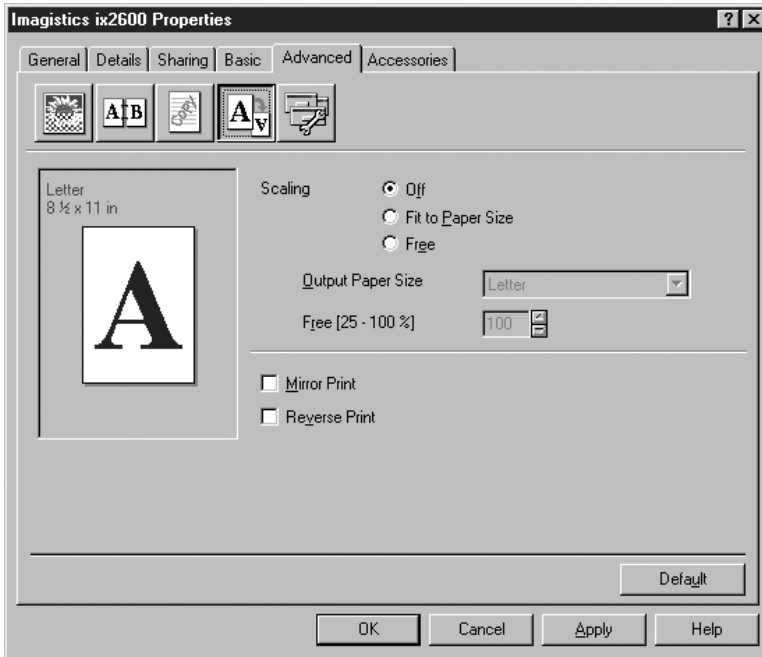 Imagistics ix2600 Properties
General Details Sharing Basic Advanced Accessories
A B Copy A A
Letter
8 ½ x 11 in
A
Scaling Off
Fit to Paper Size
Free
Output Paper Size Letter
Free [25 - 100 %] 100
Mirror Print
Reverse Print
Default
OK Cancel Apply Help